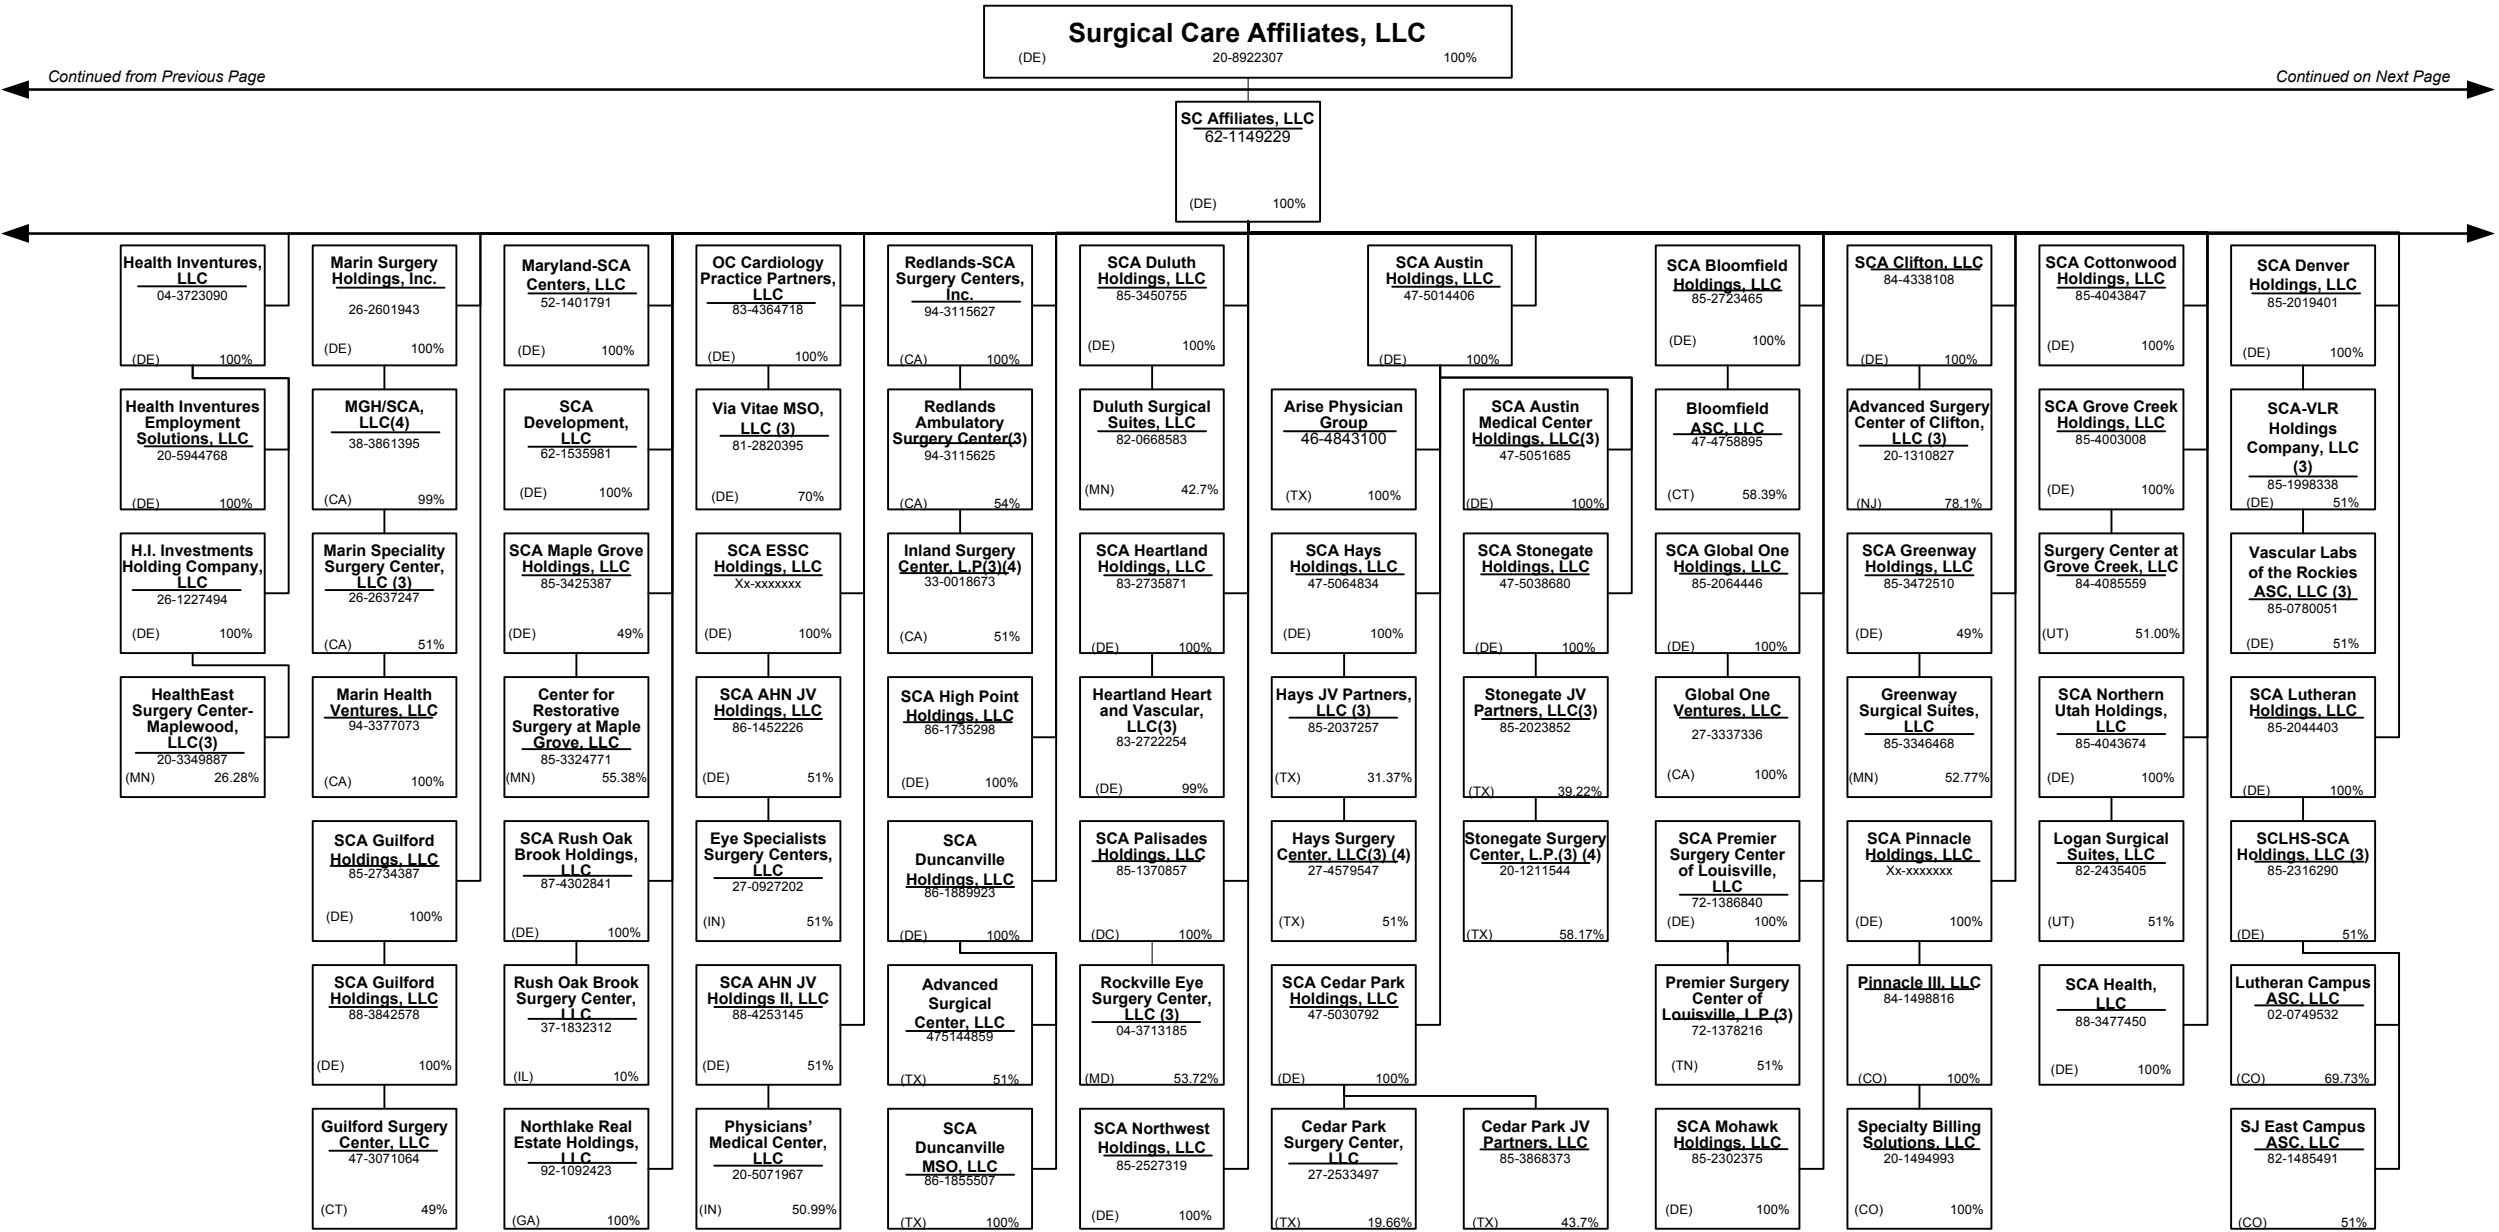 Surgical Care Affiliates, LLC
(DE) 20-8922307 100%
Continued from Previous Page
Continued on Next Page
SC Affiliates, LLC
62-1149229
(DE) 100%
Health Inventures,
LLC
04-3723090
(DE) 100%
Health Inventures
Employment
Solutions, LLC
20-5944768
(DE) 100%
H.I. Investments
Holding Company,
LLC
26-1227494
(DE) 100%
HealthEast
Surgery Center-
Maplewood,
LLC(3)
20-3349887
(MN) 26.28%
Marin Surgery
Holdings, Inc.
26-2601943
(DE) 100%
MGH/SCA,
LLC(4)
38-3861395
(CA) 99%
Marin Speciality
Surgery Center,
LLC (3)
26-2637247
(CA) 51%
Marin Health
Ventures, LLC
94-3377073
(CA) 100%
SCA Guilford
Holdings, LLC
85-2734387
(DE) 100%
SCA Guilford
Holdings, LLC
88-3842578
(DE) 100%
Guilford Surgery
Center, LLC
47-3071064
(CT) 49%
Maryland-SCA
Centers, LLC
52-1401791
(DE) 100%
SCA
Development,
LLC
62-1535981
(DE) 100%
SCA Maple Grove
Holdings, LLC
85-3425387
(DE) 49%
Center for
Restorative
Surgery at Maple
Grove, LLC
85-3324771
(MN) 55.38%
SCA Rush Oak
Brook Holdings,
LLC
87-4302841
(DE) 100%
Rush Oak Brook
Surgery Center,
LLC
37-1832312
(IL) 10%
Northlake Real
Estate Holdings,
LLC
92-1092423
(GA) 100%
OC Cardiology
Practice Partners,
LLC
83-4364718
(DE) 100%
Via Vitae MSO,
LLC (3)
81-2820395
(DE) 70%
SCA ESSC
Holdings, LLC
Xx-xxxxxxx
(DE) 100%
SCA AHN JV
Holdings, LLC
86-1452226
(DE) 51%
Eye Specialists
Surgery Centers,
LLC
27-0927202
(IN) 51%
SCA AHN JV
Holdings II, LLC
88-4253145
(DE) 51%
Physicians’
Medical Center,
LLC
20-5071967
(IN) 50.99%
Redlands-SCA
Surgery Centers,
Inc.
94-3115627
(CA) 100%
Redlands
Ambulatory
Surgery Center(3)
94-3115625
(CA) 54%
Inland Surgery
Center, L.P(3)(4)
33-0018673
(CA) 51%
SCA High Point
Holdings, LLC
86-1735298
(DE) 100%
SCA
Duncanville
Holdings, LLC
86-1889923
(DE) 100%
Advanced
Surgical
Center, LLC
475144859
(TX) 51%
SCA
Duncanville
MSO, LLC
86-1855507
(TX) 100%
SCA Duluth
Holdings, LLC
85-3450755
(DE) 100%
Duluth Surgical
Suites, LLC
82-0668583
(MN) 42.7%
SCA Heartland
Holdings, LLC
83-2735871
(DE) 100%
Heartland Heart
and Vascular,
LLC(3)
83-2722254
(DE) 99%
SCA Palisades
Holdings, LLC
85-1370857
(DC) 100%
Rockville Eye
Surgery Center,
LLC (3)
04-3713185
(MD) 53.72%
SCA Northwest
Holdings, LLC
85-2527319
(DE) 100%
SCA Austin
Holdings, LLC
47-5014406
(DE) 100%
Arise Physician
Group
46-4843100
(TX) 100%
SCA Hays
Holdings, LLC
47-5064834
(DE) 100%
Hays JV Partners,
LLC (3)
85-2037257
(TX) 31.37%
Hays Surgery
Center, LLC(3) (4)
27-4579547
(TX) 51%
SCA Cedar Park
Holdings, LLC
47-5030792
(DE) 100%
Cedar Park
Surgery Center,
LLC
27-2533497
(TX) 19.66%
SCA Austin
Medical Center
Holdings, LLC(3)
47-5051685
(DE) 100%
SCA Stonegate
Holdings, LLC
47-5038680
(DE) 100%
Stonegate JV
Partners, LLC(3)
85-2023852
(TX) 39.22%
Stonegate Surgery
Center, L.P.(3) (4)
20-1211544
(TX) 58.17%
Cedar Park JV
Partners, LLC
85-3868373
(TX) 43.7%
SCA Bloomfield
Holdings, LLC
85-2723465
(DE) 100%
Bloomfield
ASC, LLC
47-4758895
(CT) 58.39%
SCA Global One
Holdings, LLC
85-2064446
(DE) 100%
Global One
Ventures, LLC
27-3337336
(CA) 100%
SCA Premier
Surgery Center
of Louisville,
LLC
72-1386840
(DE) 100%
Premier Surgery
Center of
Louisville, L.P.(3)
72-1378216
(TN) 51%
SCA Mohawk
Holdings, LLC
85-2302375
(DE) 100%
SCA Clifton, LLC
84-4338108
(DE) 100%
Advanced Surgery
Center of Clifton,
LLC (3)
20-1310827
(NJ) 78.1%
SCA Greenway
Holdings, LLC
85-3472510
(DE) 49%
Greenway
Surgical Suites,
LLC
85-3346468
(MN) 52.77%
SCA Pinnacle
Holdings, LLC
Xx-xxxxxxx
(DE) 100%
Pinnacle III, LLC
84-1498816
(CO) 100%
Specialty Billing
Solutions, LLC
20-1494993
(CO) 100%
SCA Cottonwood
Holdings, LLC
85-4043847
(DE) 100%
SCA Grove Creek
Holdings, LLC
85-4003008
(DE) 100%
Surgery Center at
Grove Creek, LLC
84-4085559
(UT) 51.00%
SCA Northern
Utah Holdings,
LLC
85-4043674
(DE) 100%
Logan Surgical
Suites, LLC
82-2435405
(UT) 51%
SCA Health,
LLC
88-3477450
(DE) 100%
SCA Denver
Holdings, LLC
85-2019401
(DE) 100%
SCA-VLR
Holdings
Company, LLC
(3)
85-1998338
(DE) 51%
Vascular Labs
of the Rockies
ASC, LLC (3)
85-0780051
(DE) 51%
SCA Lutheran
Holdings, LLC
85-2044403
(DE) 100%
SCLHS-SCA
Holdings, LLC (3)
85-2316290
(DE) 51%
Lutheran Campus
ASC, LLC
02-0749532
(CO) 69.73%
SJ East Campus
ASC, LLC
82-1485491
(CO) 51%